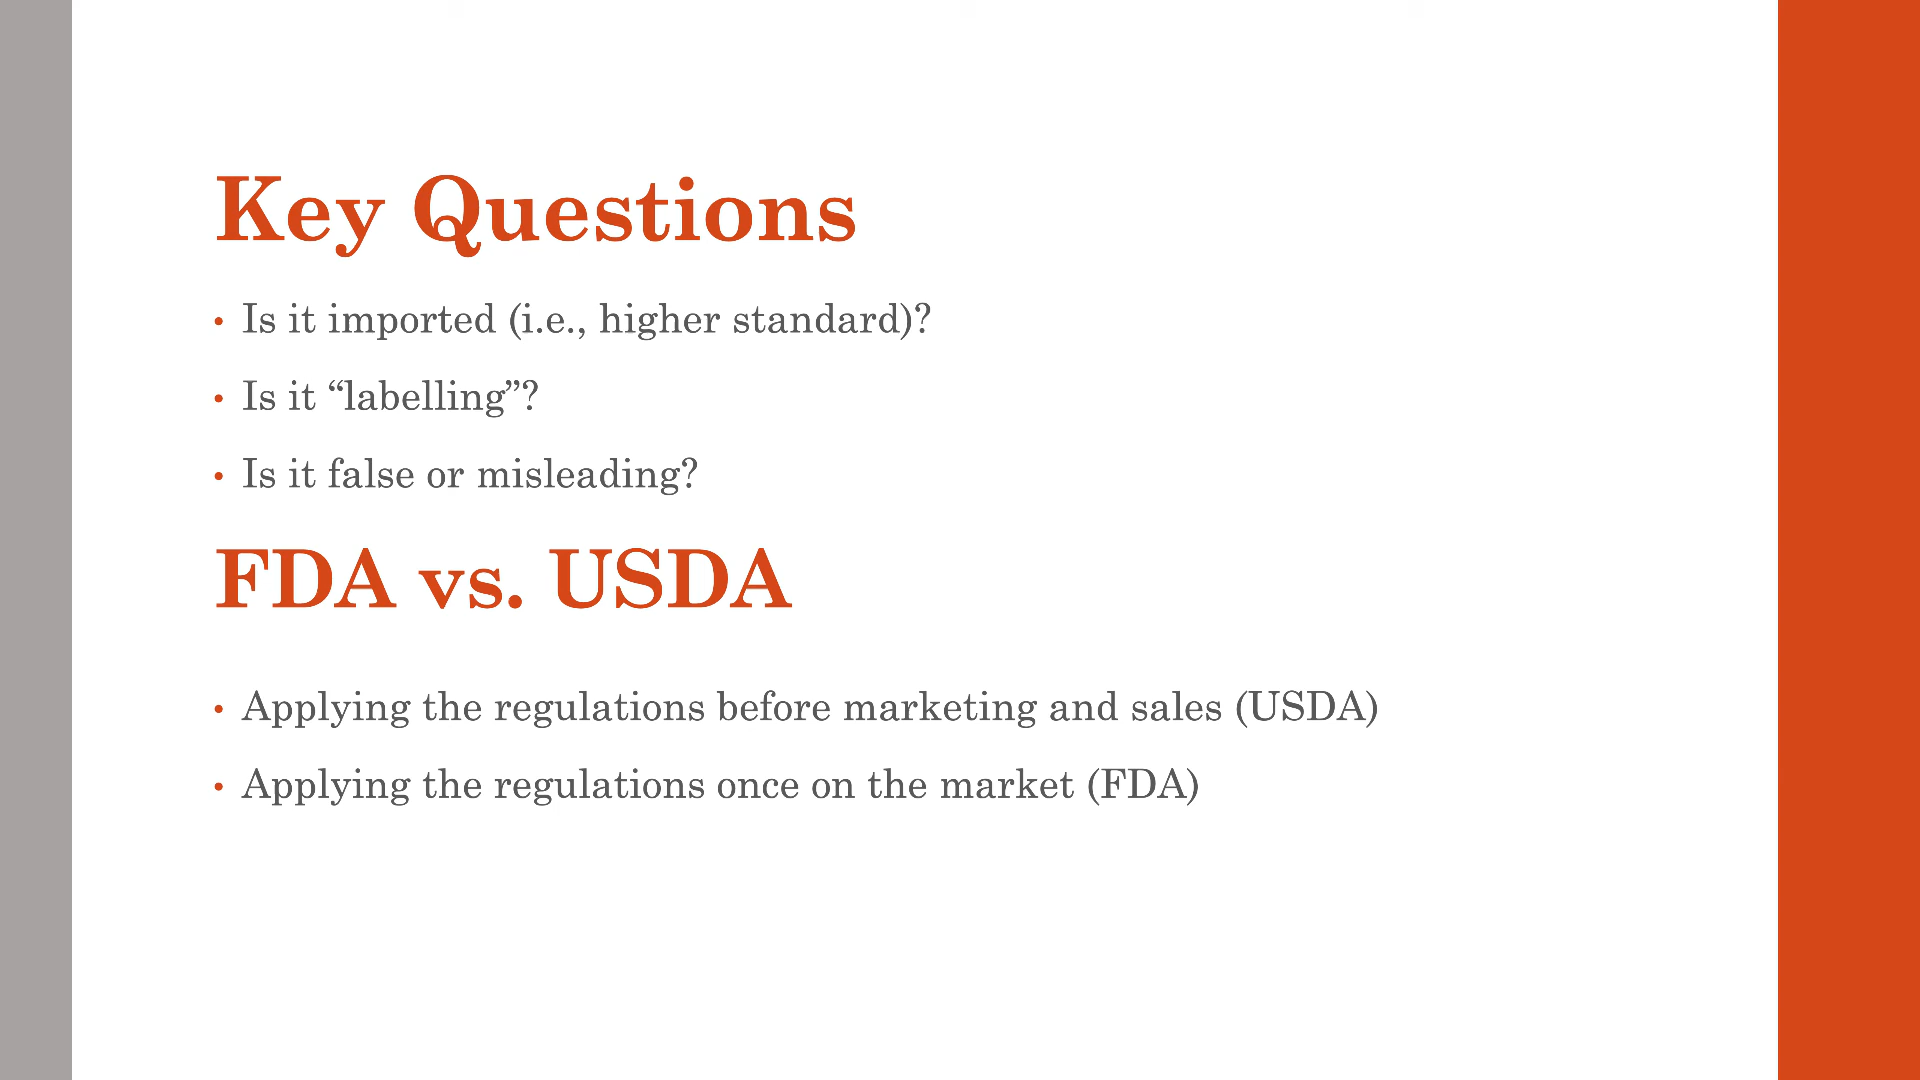 Key Questions
• Is it imported (i.e., higher standard)?
• Is it “labelling”?
• Is it false or misleading?
FDA vs. USDA
• Applying the regulations before marketing and sales (USDA)
• Applying the regulations once on the market (FDA)